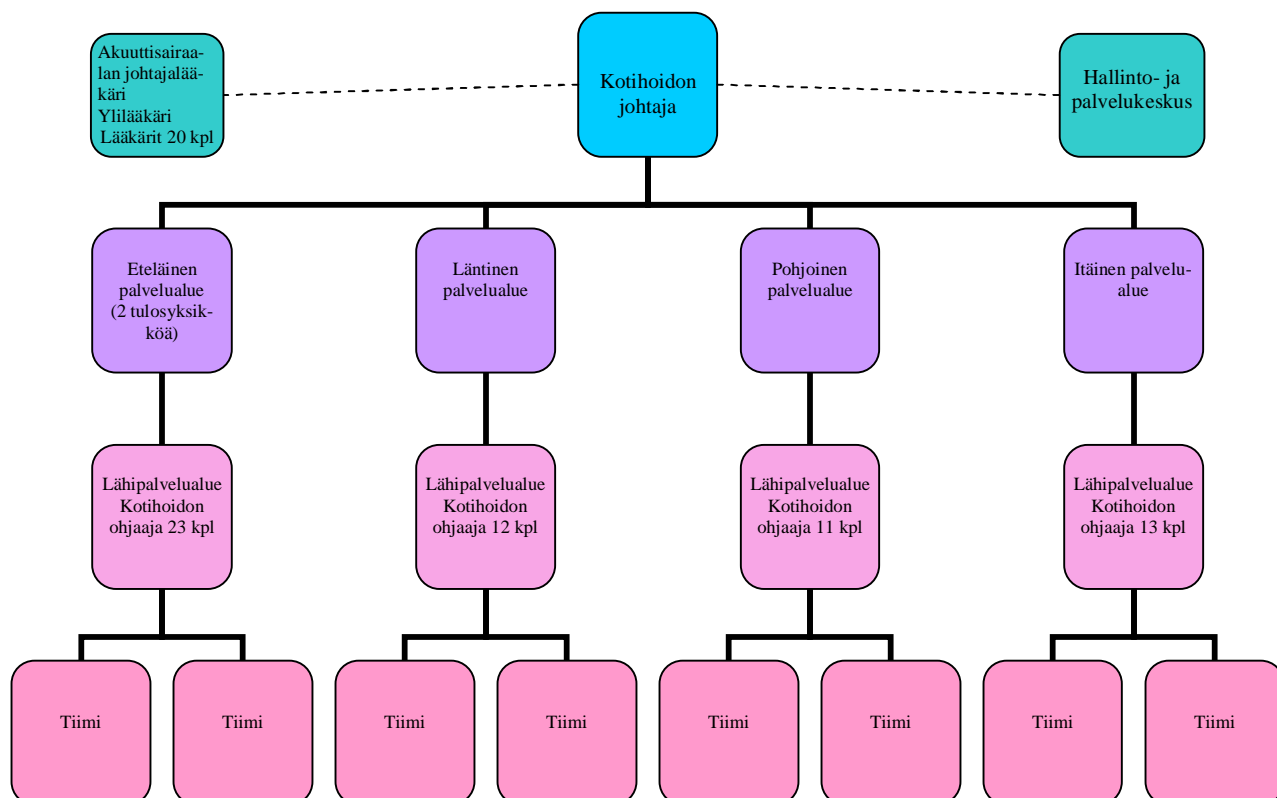 Akuuttisairaa-
lan johtajalää-
käri
Ylilääkäri
Lääkärit 20 kpl
Kotihoidon
johtaja
Hallinto- ja
palvelukeskus
Eteläinen
palvelualue
(2 tulosyksik-
köä)
Läntinen
palvelualue
Pohjoinen
palvelualue
Itäinen palvelu-
alue
Lähipalvelualue
Kotihoidon
ohjaaja 23 kpl
Lähipalvelualue
Kotihoidon
ohjaaja 12 kpl
Lähipalvelualue
Kotihoidon
ohjaaja 11 kpl
Lähipalvelualue
Kotihoidon
ohjaaja 13 kpl
Tiimi
Tiimi
Tiimi
Tiimi
Tiimi
Tiimi
Tiimi
Tiimi